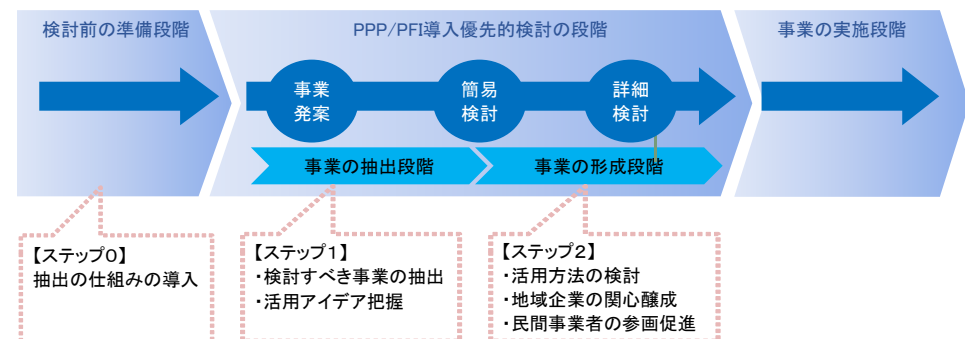 検討前の準備段階
PPP/PFI導入優先的検討の段階
事業の実施段階
事業
発案
簡易
検討
詳細
検討
事業の抽出段階
事業の形成段階
【ステップ0】
抽出の仕組みの導入
【ステップ1】
・検討すべき事業の抽出
・活用アイデア把握
【ステップ2】
・活用方法の検討
・地域企業の関心醸成
・民間事業者の参画促進